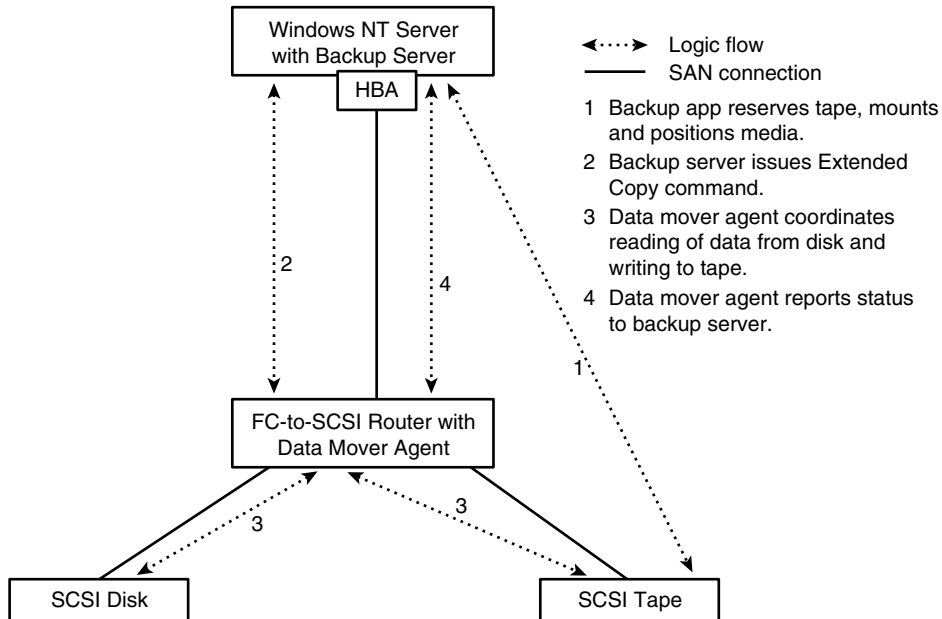 Windows NT Server
with Backup Server
HBA
Logic flow
SAN connection
1 Backup app reserves tape, mounts
and positions media.
2 Backup server issues Extended
Copy command.
3 Data mover agent coordinates
reading of data from disk and
writing to tape.
4 Data mover agent reports status
to backup server.
2
4
1
FC-to-SCSI Router with
Data Mover Agent
3
3
SCSI Disk
SCSI Tape